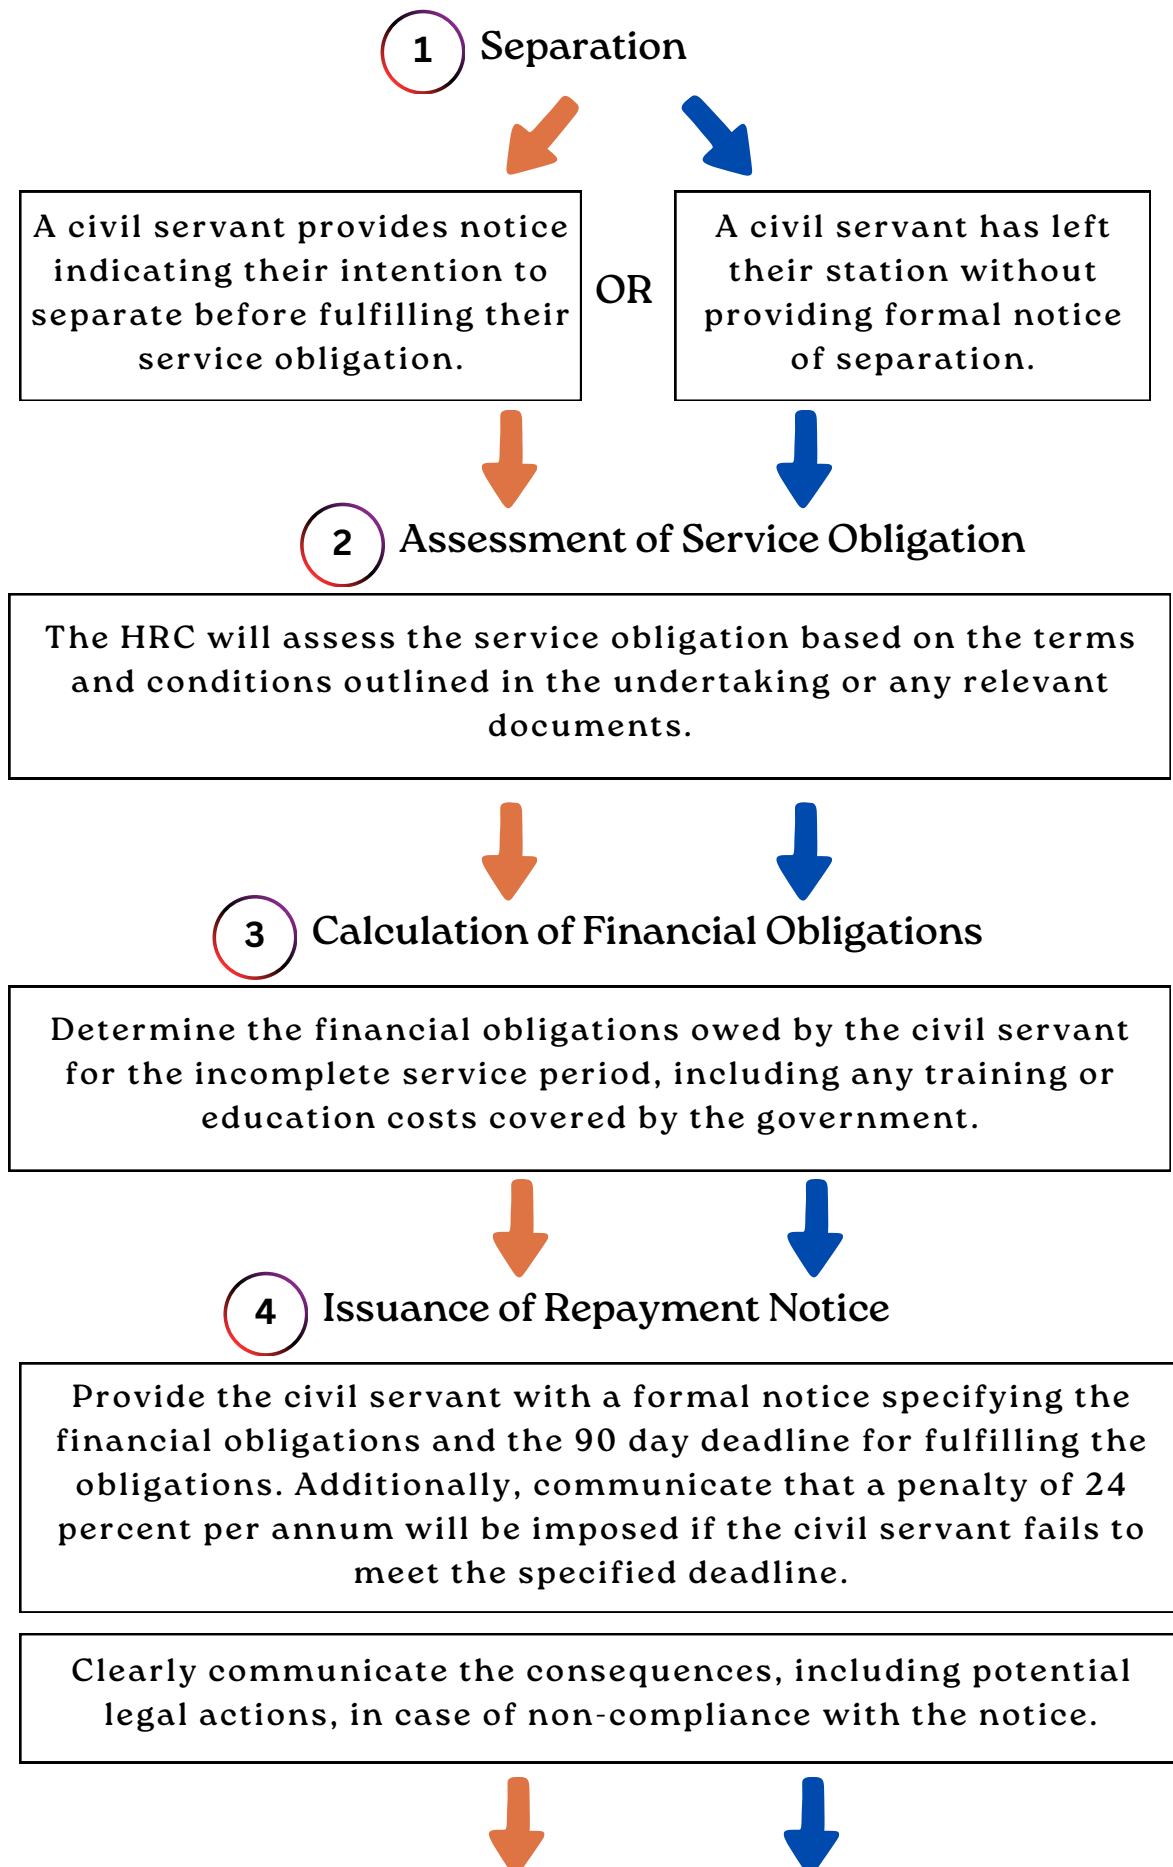 1 Separation
A civil servant provides notice
indicating their intention to
separate before fulfilling their
service obligation.
OR
A civil servant has left
their station without
providing formal notice
of separation.
2 Assessment of Service Obligation
The HRC will assess the service obligation based on the terms
and conditions outlined in the undertaking or any relevant
documents.
3 Calculation of Financial Obligations
Determine the financial obligations owed by the civil servant
for the incomplete service period, including any training or
education costs covered by the government.
4 Issuance of Repayment Notice
Provide the civil servant with a formal notice specifying the
financial obligations and the 90 day deadline for fulfilling the
obligations. Additionally, communicate that a penalty of 24
percent per annum will be imposed if the civil servant fails to
meet the specified deadline.
Clearly communicate the consequences, including potential
legal actions, in case of non-compliance with the notice.